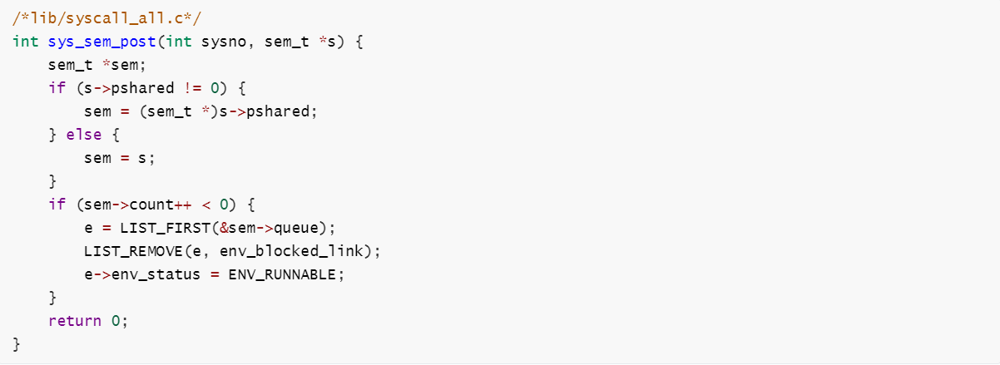 /*lib/syscall_all.c*/
int sys_sem_post(int sysno, sem_t *s) {
    sem_t *sem;
    if (s->pshared != 0) {
        sem = (sem_t *)s->pshared;
    } else {
        sem = s;
    }
    if (sem->count++ < 0) {
        e = LIST_FIRST(&sem->queue);
        LIST_REMOVE(e, env_blocked_link);
        e->env_status = ENV_RUNNABLE;
    }
    return 0;
}